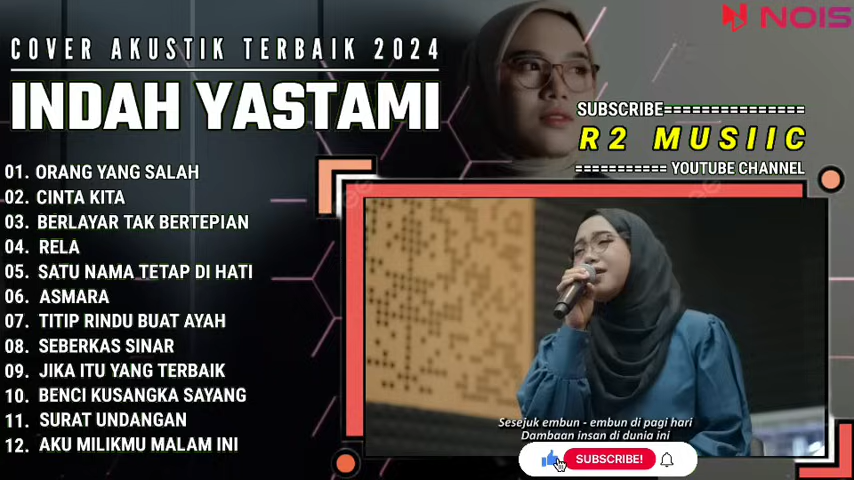 COVER AKUSTIK TERBAIK 2024
INDAH YASTAMI
NOIS
SUBSCRIBE===============
R2 MUSIIC
=========== YOUTUBE CHANNEL
01. ORANG YANG SALAH
02. CINTA KITA
03. BERLAYAR TAK BERTEPIAN
04. RELA
05. SATU NAMA TETAP DI HATI
06. ASMARA
07. TITIP RINDU BUAT AYAH
08. SEBERKAS SINAR
09. JIKA ITU YANG TERBAIK
10. BENCI KUSANGKA SAYANG
11. SURAT UNDANGAN
12. AKU MILIKMU MALAM INI
Sesejuk embun - embun di pagi hari
Dambaan insan di dunia ini
SUBSCRIBE!